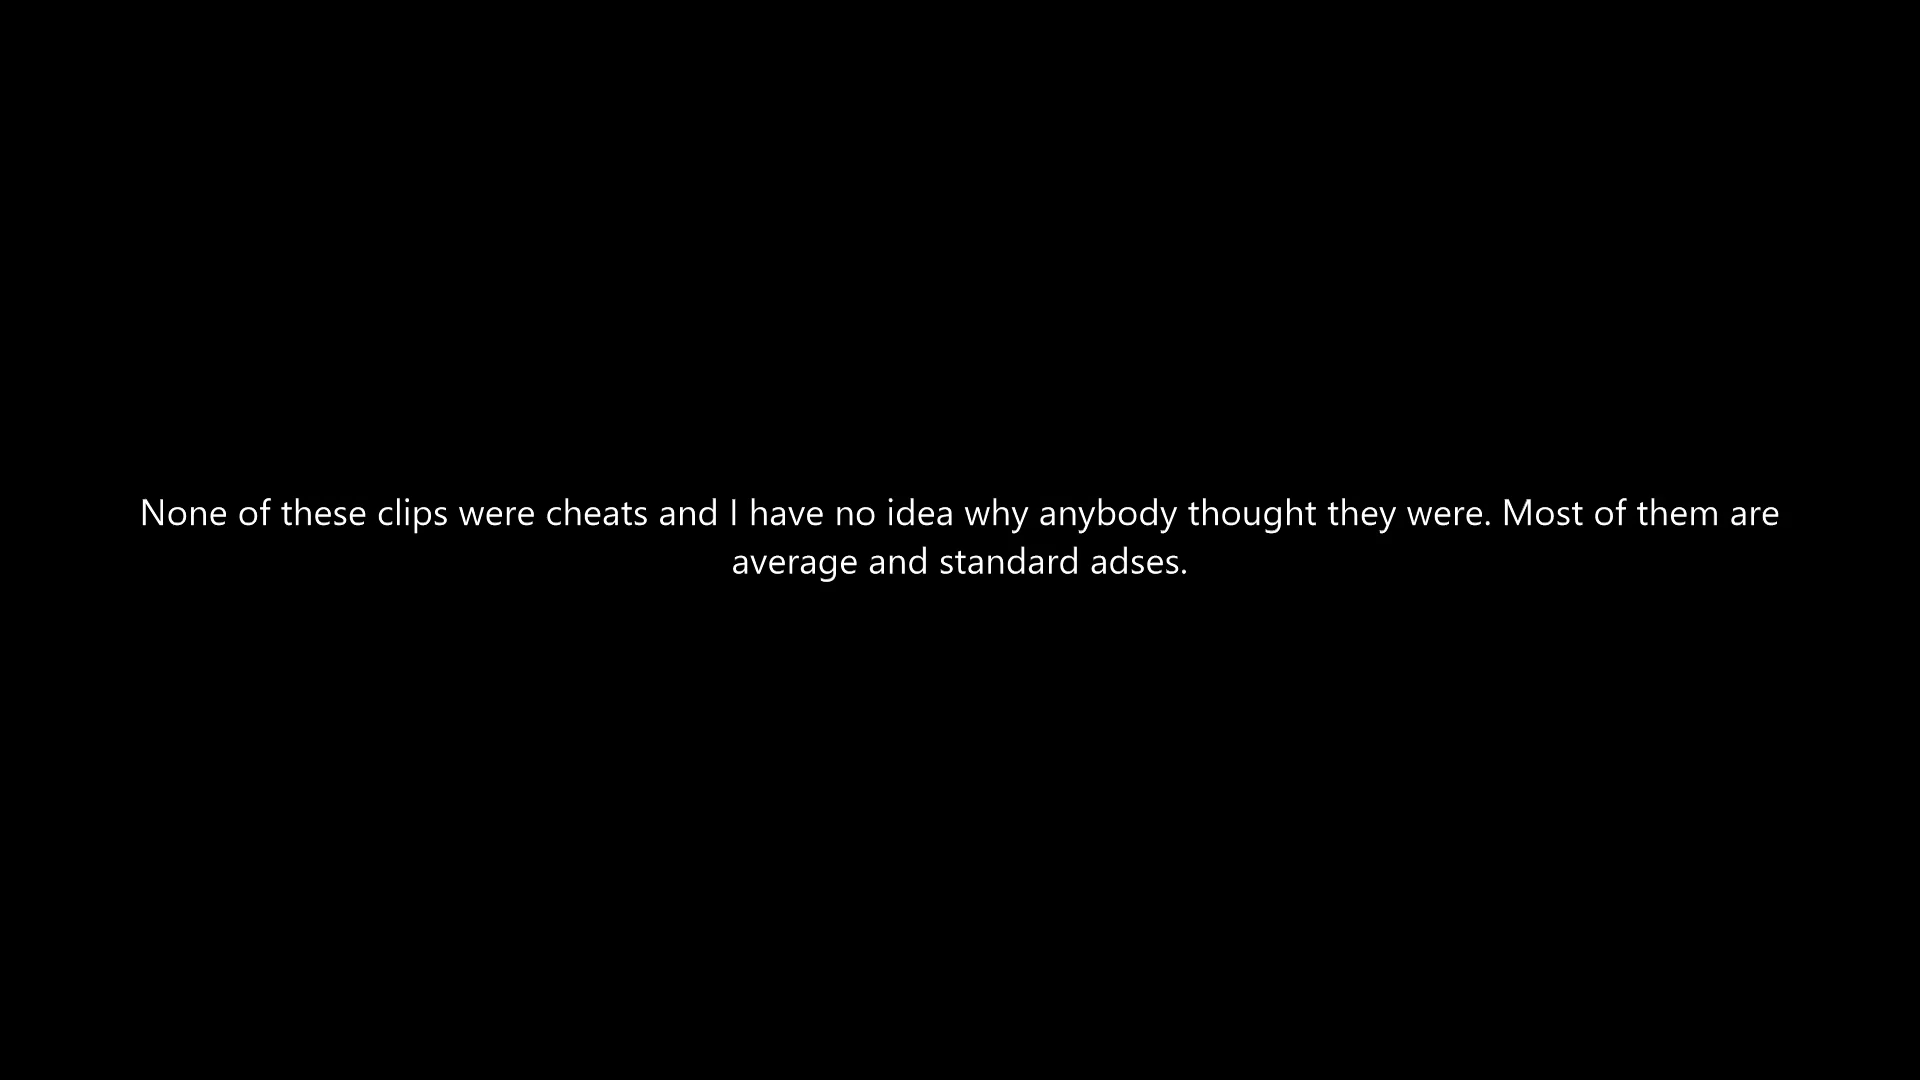 None of these clips were cheats and I have no idea why anybody thought they were. Most of them are
average and standard adses.